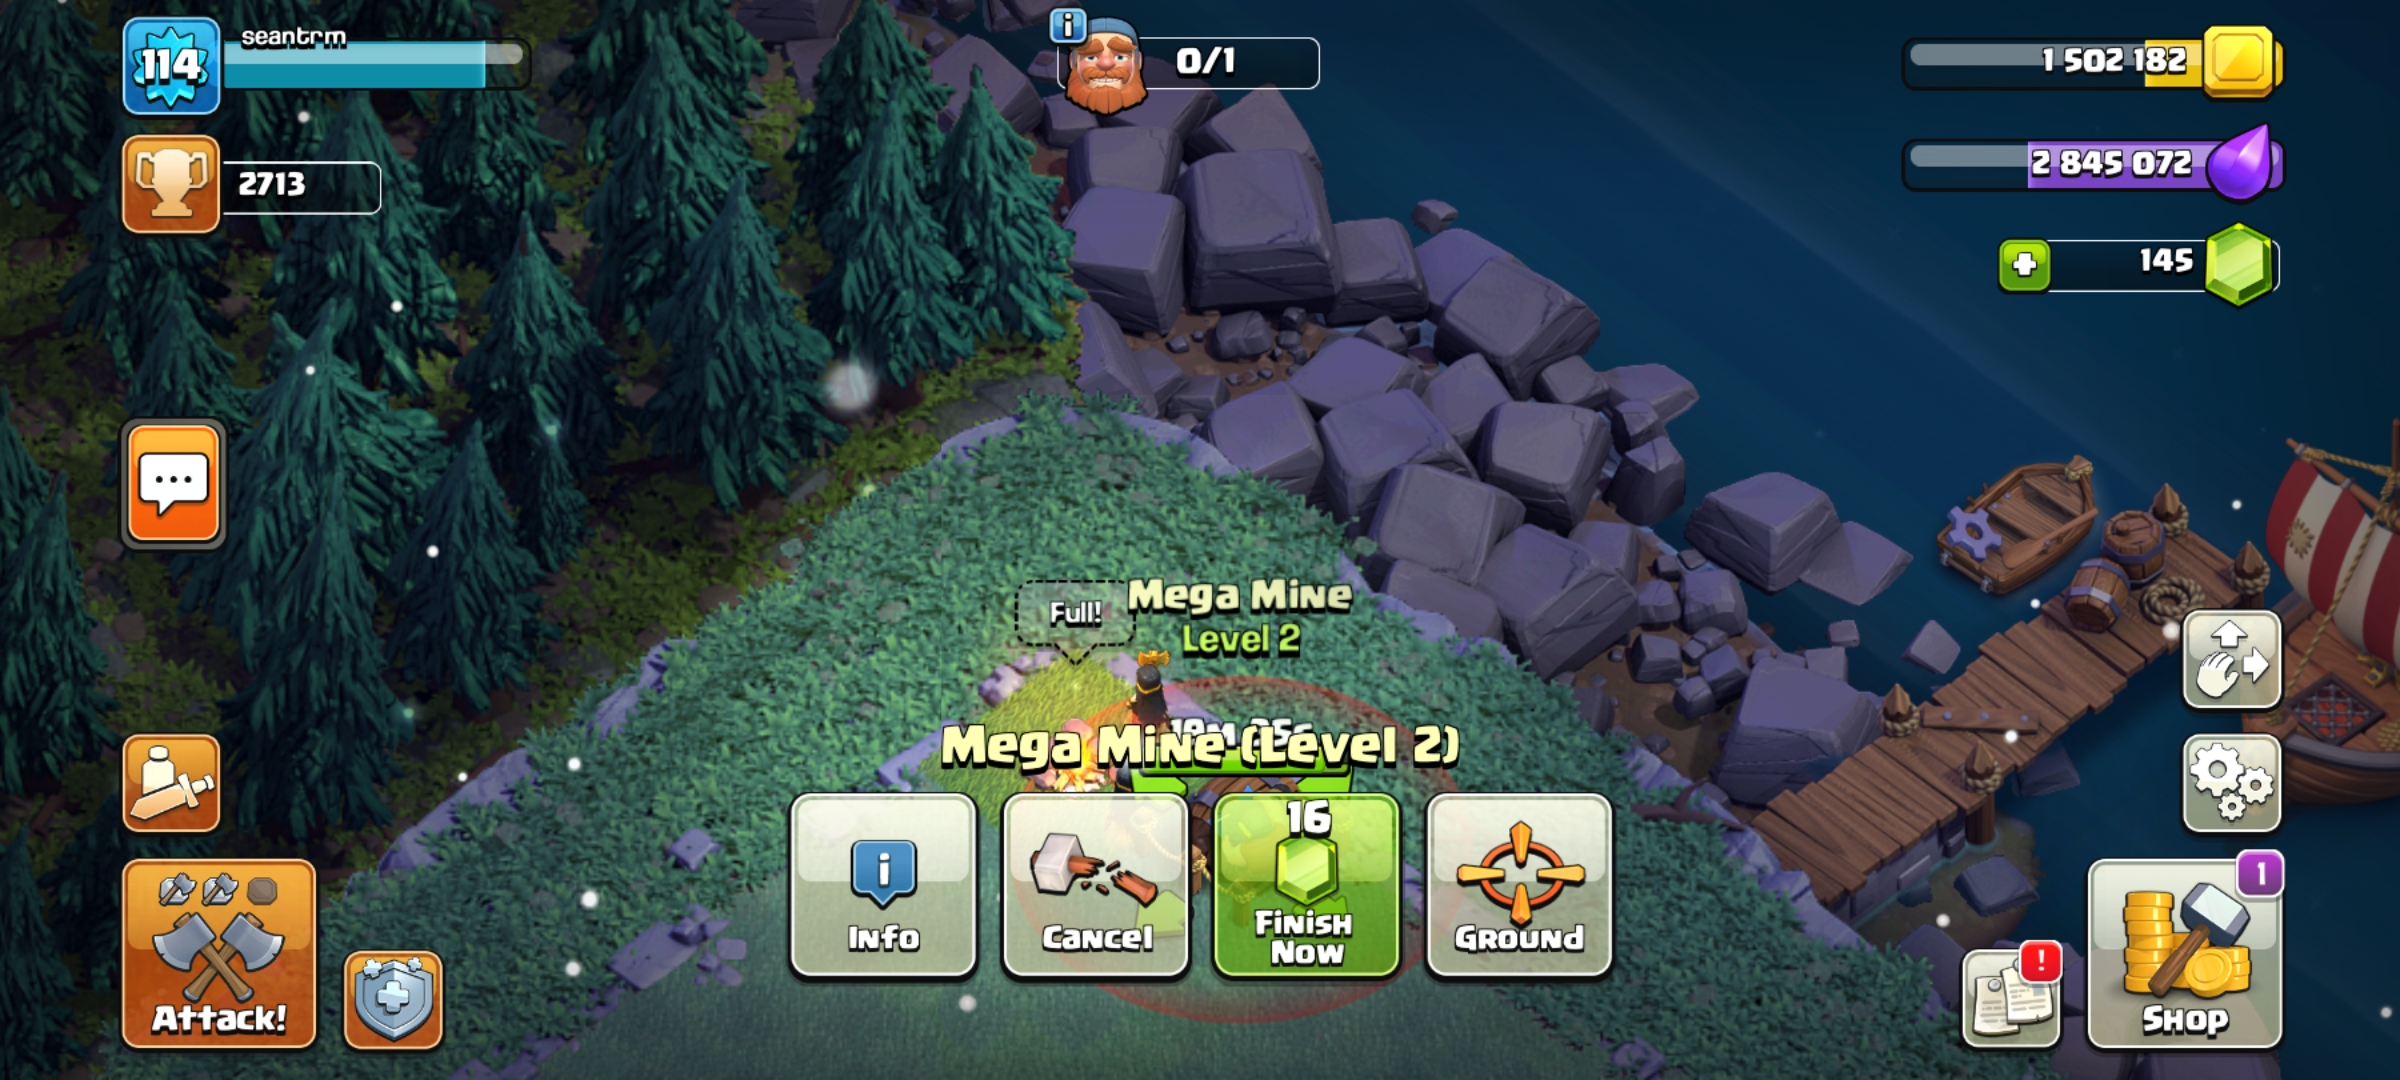 114
seantrm
0/1
1 502 182
2713
2 845 072
145
Full!
Mega Mine
Level 2
Mega Mine (Level 2)
16
Info
Cancel
Finish
Now
Ground
Attack!
1
!
Shop